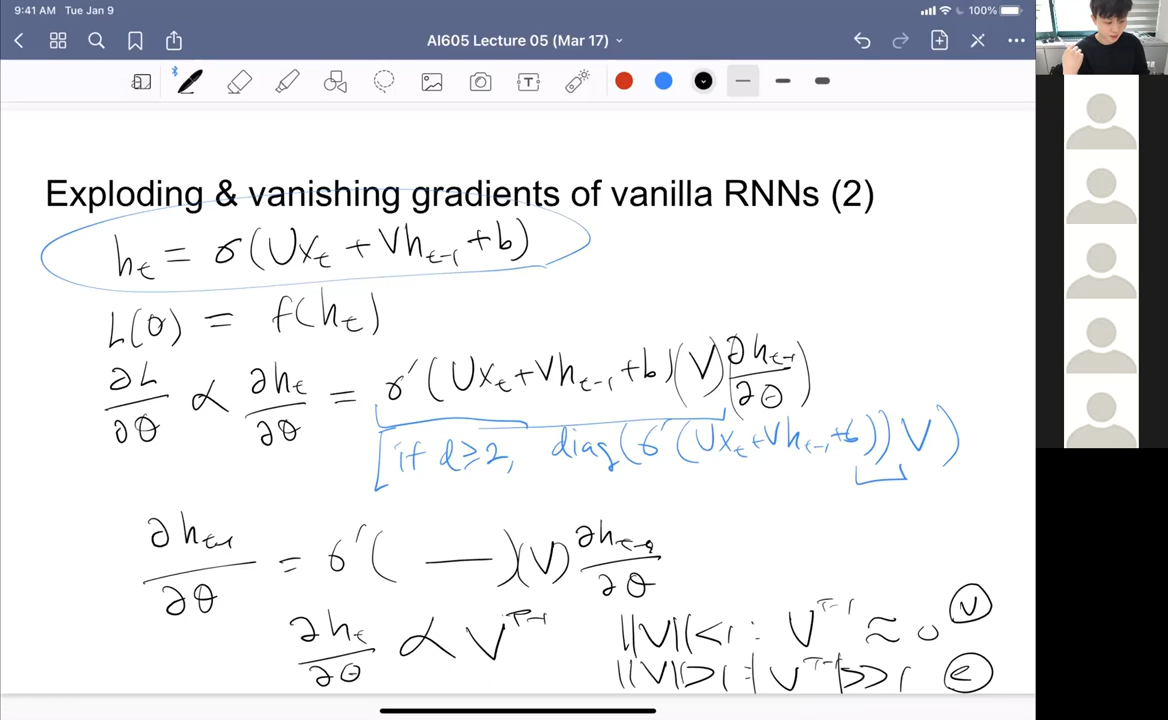 9:41 AM Tue Jan 9
100%
AI605 Lecture 05 (Mar 17)
T
Exploding & vanishing gradients of vanilla RNNs (2)
h_t = σ(Ux_t + Vh_{t-1} + b)
L(θ) = f(h_t)
∂L/∂θ ∝ ∂h_t/∂θ = σ'(Ux_t + Vh_{t-1} + b)(V)(∂h_{t-1}/∂θ)
[if d≥2, diag(σ'(Ux_t + Vh_{t-1} + b))V)
∂h_{t-1}/∂θ = σ'( — )(V) ∂h_{t-2}/∂θ
∂h_t/∂θ ∝ V^{T-1}
||V||<1 : V^{T-1} ≈ 0 (V)
||V||>1 : |V^{T-1}|>>1 (E)